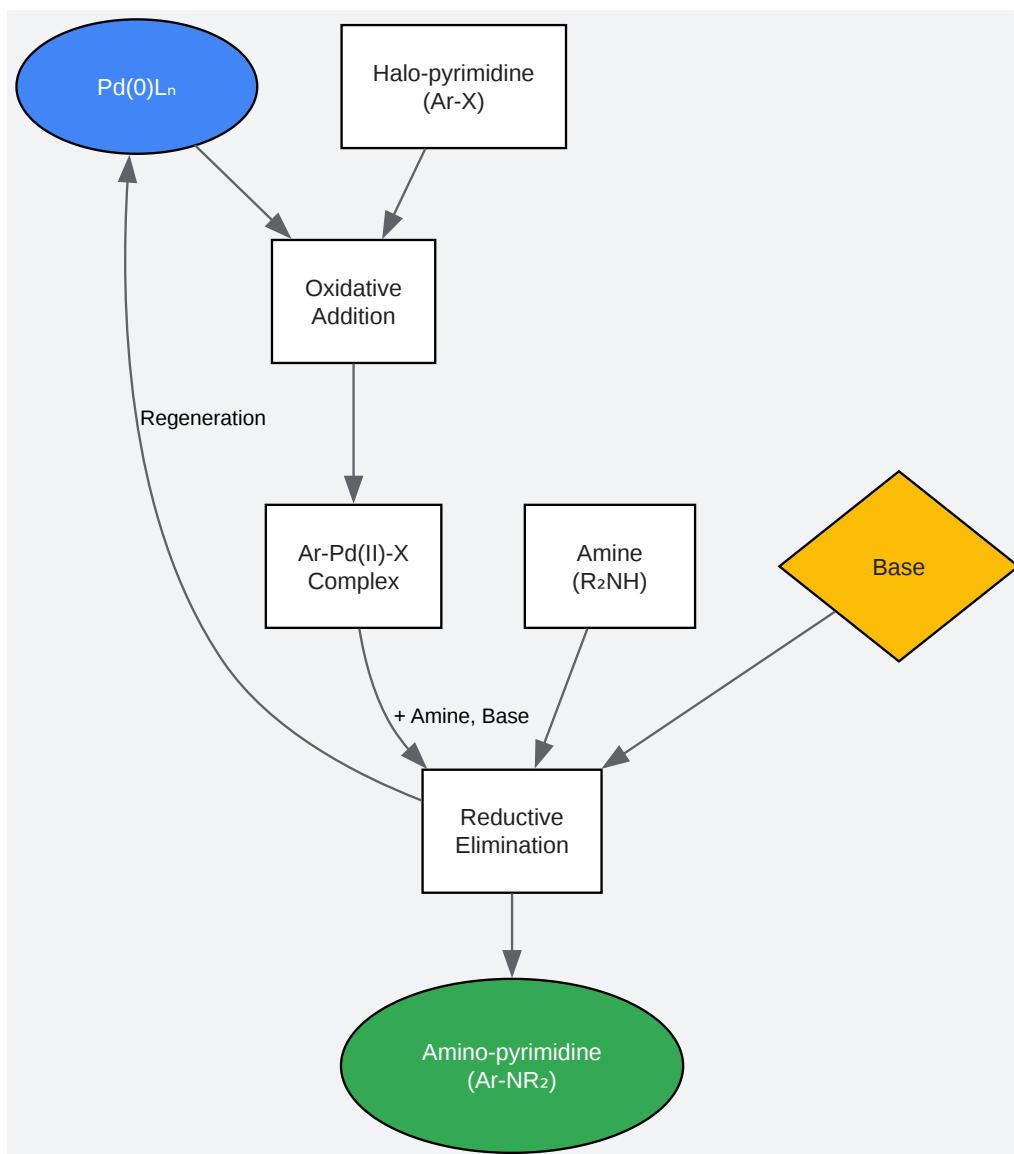 Pd(0)Lₙ
Halo-pyrimidine
(Ar-X)
Oxidative
Addition
Regeneration
Ar-Pd(II)-X
Complex
Amine
(R₂NH)
Base
+ Amine, Base
Reductive
Elimination
Amino-pyrimidine
(Ar-NR₂)